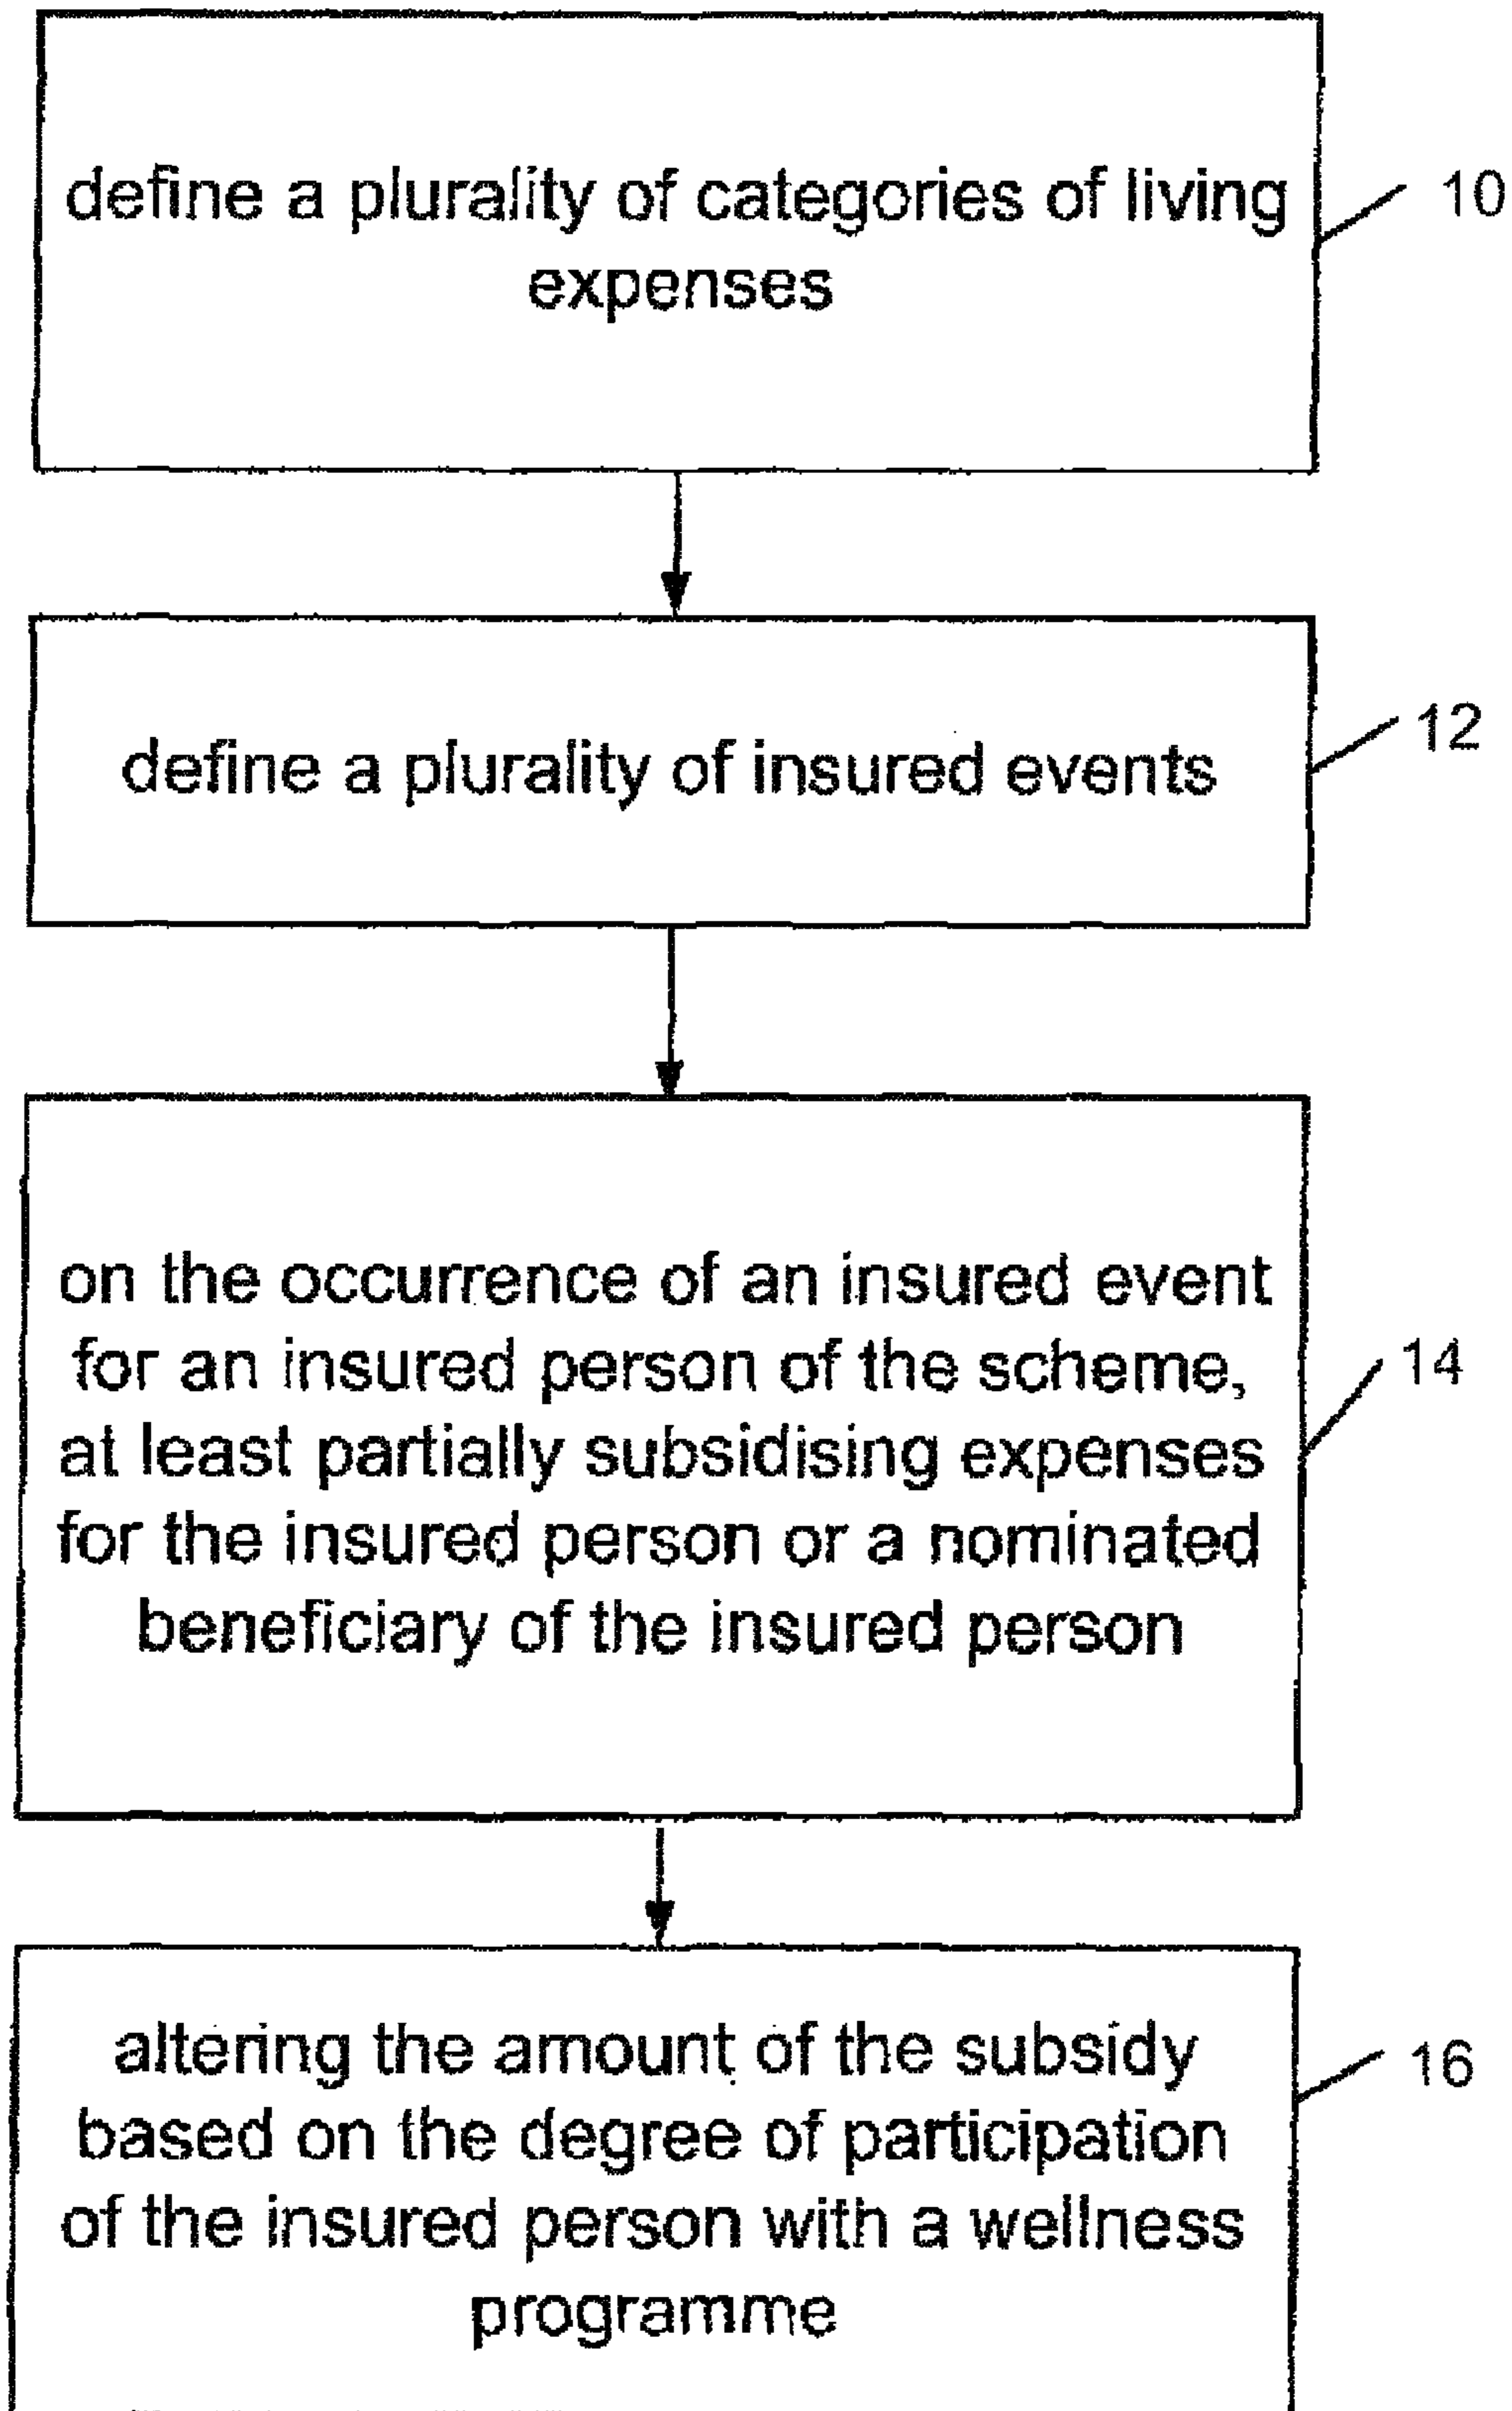 define a plurality of categories of living
expenses
10
define a plurality of insured events
12
on the occurrence of an insured event
for an insured person of the scheme,
at least partially subsidising expenses
for the insured person or a nominated
beneficiary of the insured person
14
altering the amount of the subsidy
based on the degree of participation
of the insured person with a wellness
programme
16